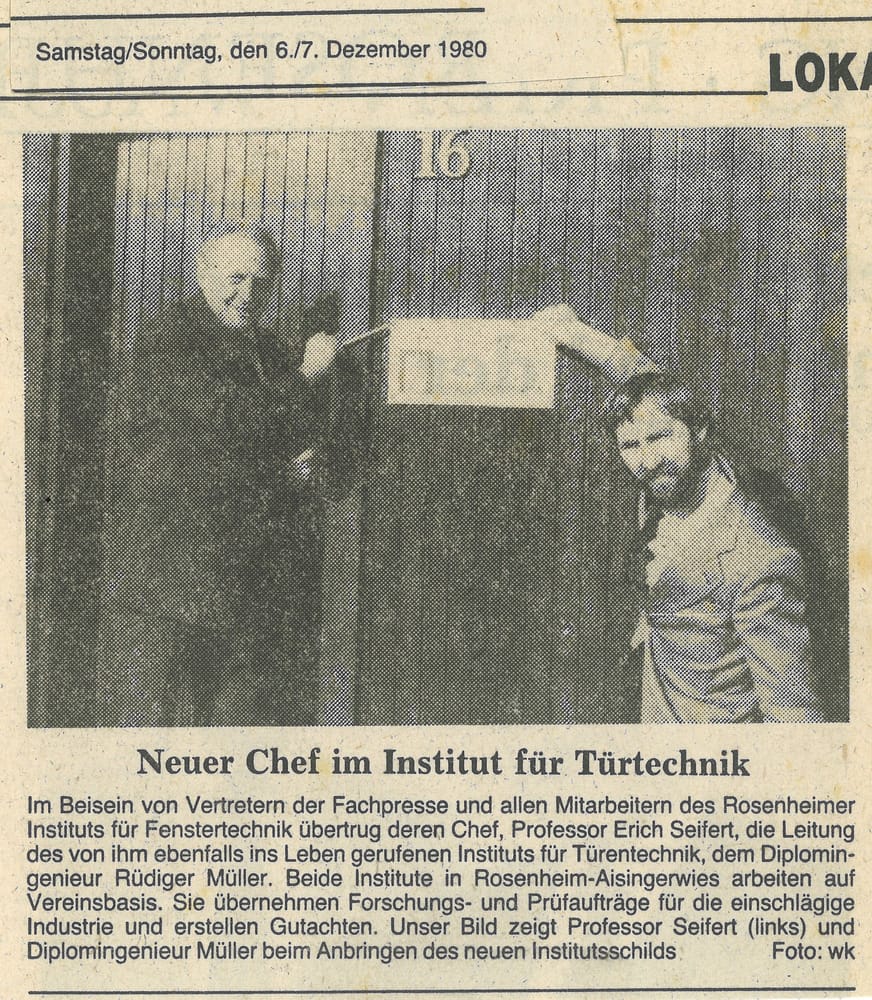 Samstag/Sonntag, den 6./7. Dezember 1980
LOKA
16
Neuer Chef im Institut für Türtechnik
Im Beisein von Vertretern der Fachpresse und allen Mitarbeitern des Rosenheimer
Instituts für Fenstertechnik übertrug deren Chef, Professor Erich Seifert, die Leitung
des von ihm ebenfalls ins Leben gerufenen Instituts für Türentechnik, dem Diplomin-
genieur Rüdiger Müller. Beide Institute in Rosenheim-Aisingerwies arbeiten auf
Vereinsbasis. Sie übernehmen Forschungs- und Prüfaufträge für die einschlägige
Industrie und erstellen Gutachten. Unser Bild zeigt Professor Seifert (links) und
Diplomingenieur Müller beim Anbringen des neuen Institutsschilds Foto: wk